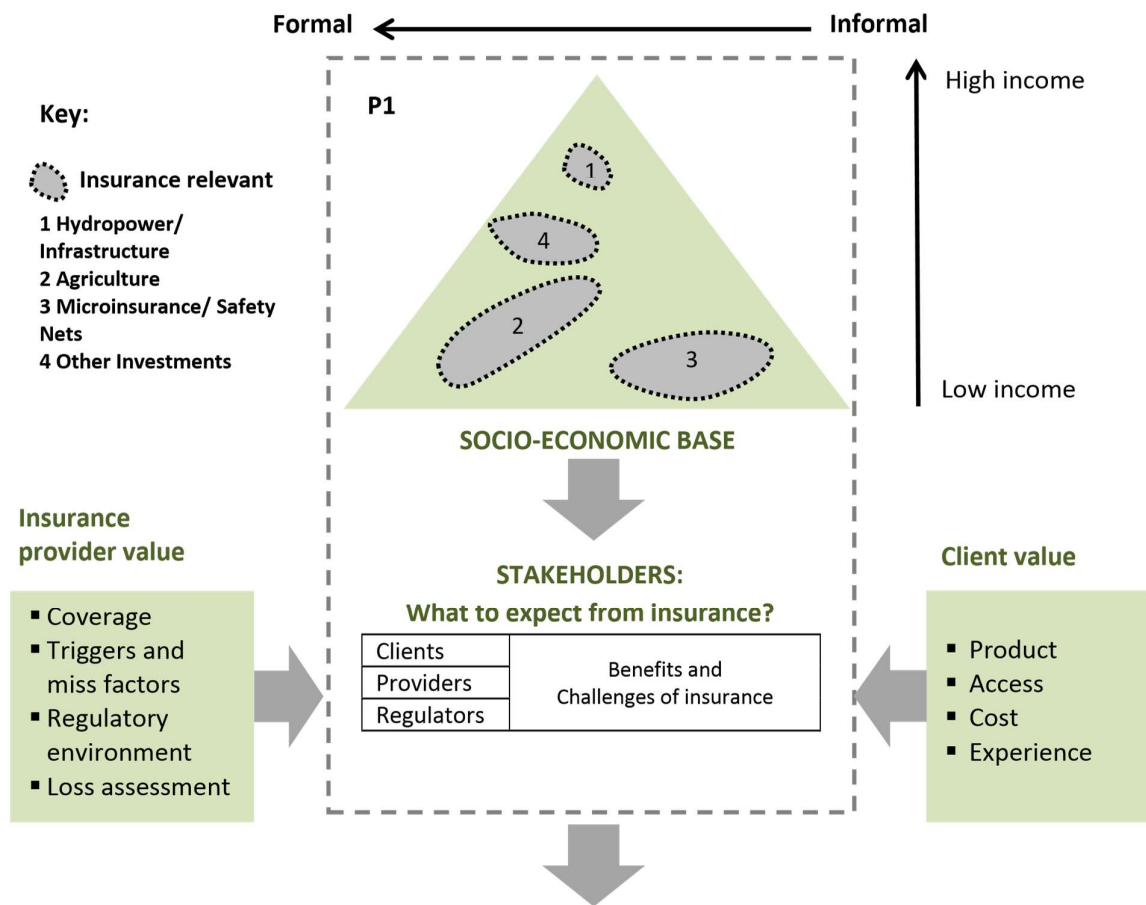 Formal
Informal
High income
P1
Key:
Insurance relevant
1 Hydropower/
Infrastructure
2 Agriculture
3 Microinsurance/ Safety
Nets
4 Other Investments
1
4
2
3
Low income
SOCIO-ECONOMIC BASE
Insurance
provider value
▪ Coverage
▪ Triggers and
miss factors
▪ Regulatory
environment
▪ Loss assessment
STAKEHOLDERS:
What to expect from insurance?
Clients
Providers
Regulators
Benefits and
Challenges of insurance
Client value
▪ Product
▪ Access
▪ Cost
▪ Experience